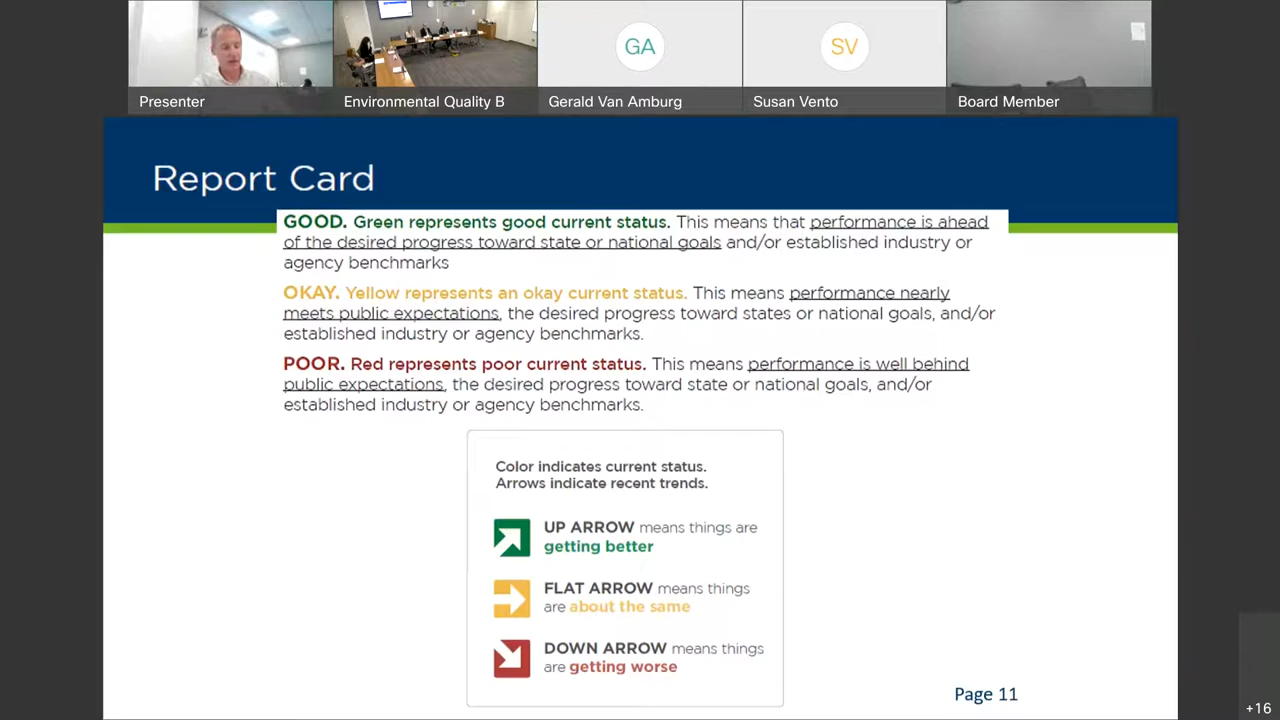 GA
SV
Presenter
Environmental Quality B
Gerald Van Amburg
Susan Vento
Board Member
Report Card
GOOD. Green represents good current status. This means that performance is ahead
of the desired progress toward state or national goals and/or established industry or
agency benchmarks
OKAY. Yellow represents an okay current status. This means performance nearly
meets public expectations, the desired progress toward states or national goals, and/or
established industry or agency benchmarks.
POOR. Red represents poor current status. This means performance is well behind
public expectations, the desired progress toward state or national goals, and/or
established industry or agency benchmarks.
Color indicates current status.
Arrows indicate recent trends.
UP ARROW means things are
getting better
FLAT ARROW means things
are about the same
DOWN ARROW means things
are getting worse
Page 11
+16